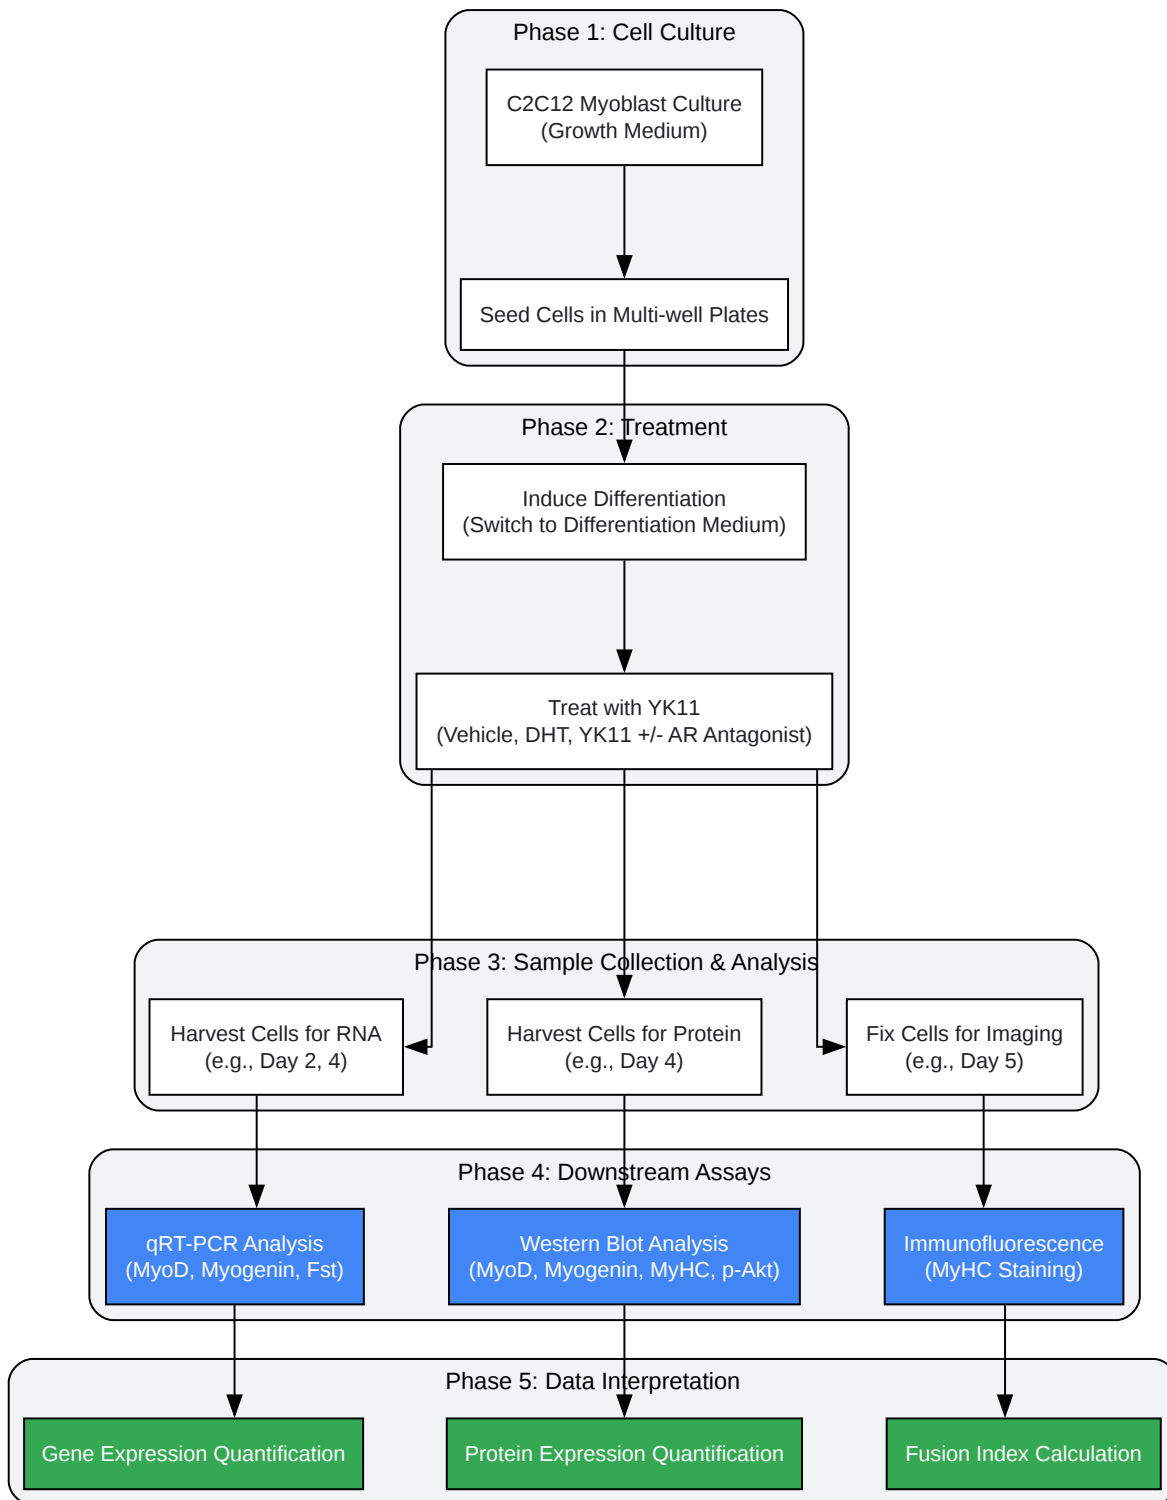 Phase 1: Cell Culture
C2C12 Myoblast Culture
(Growth Medium)
Seed Cells in Multi-well Plates
Phase 2: Treatment
Induce Differentiation
(Switch to Differentiation Medium)
Treat with YK11
(Vehicle, DHT, YK11 +/- AR Antagonist)
Phase 3: Sample Collection & Analysis
Harvest Cells for RNA
(e.g., Day 2, 4)
Harvest Cells for Protein
(e.g., Day 4)
Fix Cells for Imaging
(e.g., Day 5)
Phase 4: Downstream Assays
qRT-PCR Analysis
(MyoD, Myogenin, Fst)
Western Blot Analysis
(MyoD, Myogenin, MyHC, p-Akt)
Immunofluorescence
(MyHC Staining)
Phase 5: Data Interpretation
Gene Expression Quantification
Protein Expression Quantification
Fusion Index Calculation